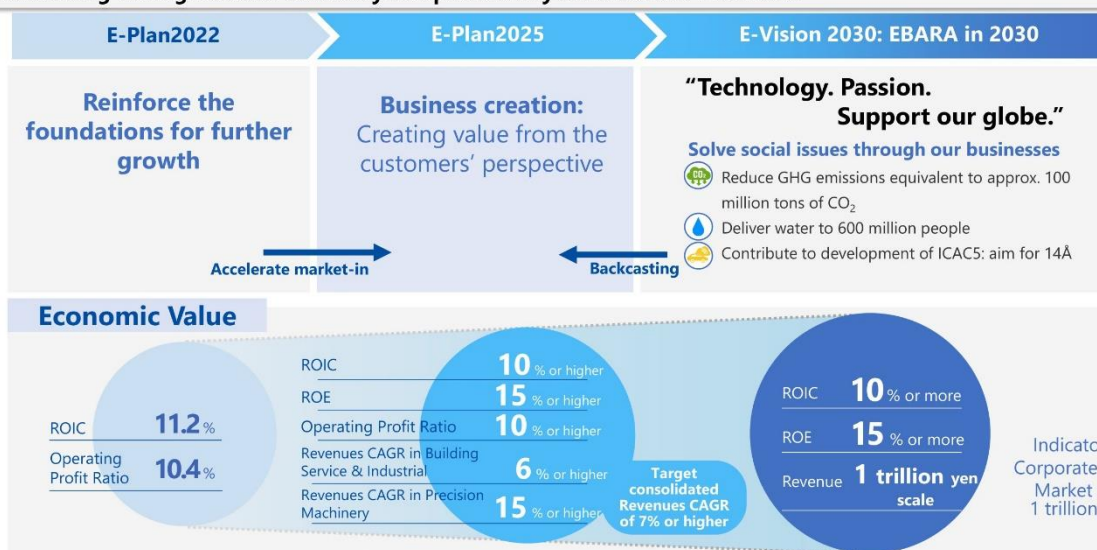 E-Plan2022
E-Plan2025
E-Vision 2030: EBARA in 2030
Reinforce the
foundations for further
growth
Business creation:
Creating value from the
customers’ perspective
“Technology. Passion.
Support our globe.”
Solve social issues through our businesses
CO₂
Reduce GHG emissions equivalent to approx. 100
million tons of CO₂
Deliver water to 600 million people
Contribute to development of ICAC5: aim for 14Å
Accelerate market-in
Backcasting
Economic Value
ROIC 11.2 %
Operating
Profit Ratio 10.4 %
ROIC 10 % or higher
ROE 15 % or higher
Operating Profit Ratio 10 % or higher
Revenues CAGR in Building
Service & Industrial 6 % or higher
Revenues CAGR in Precision
Machinery 15 % or higher
Target
consolidated
Revenues CAGR
of 7% or higher
ROIC 10 % or more
ROE 15 % or more
Revenue 1 trillion yen
scale
Indicato
Corporate
Market
1 trillion